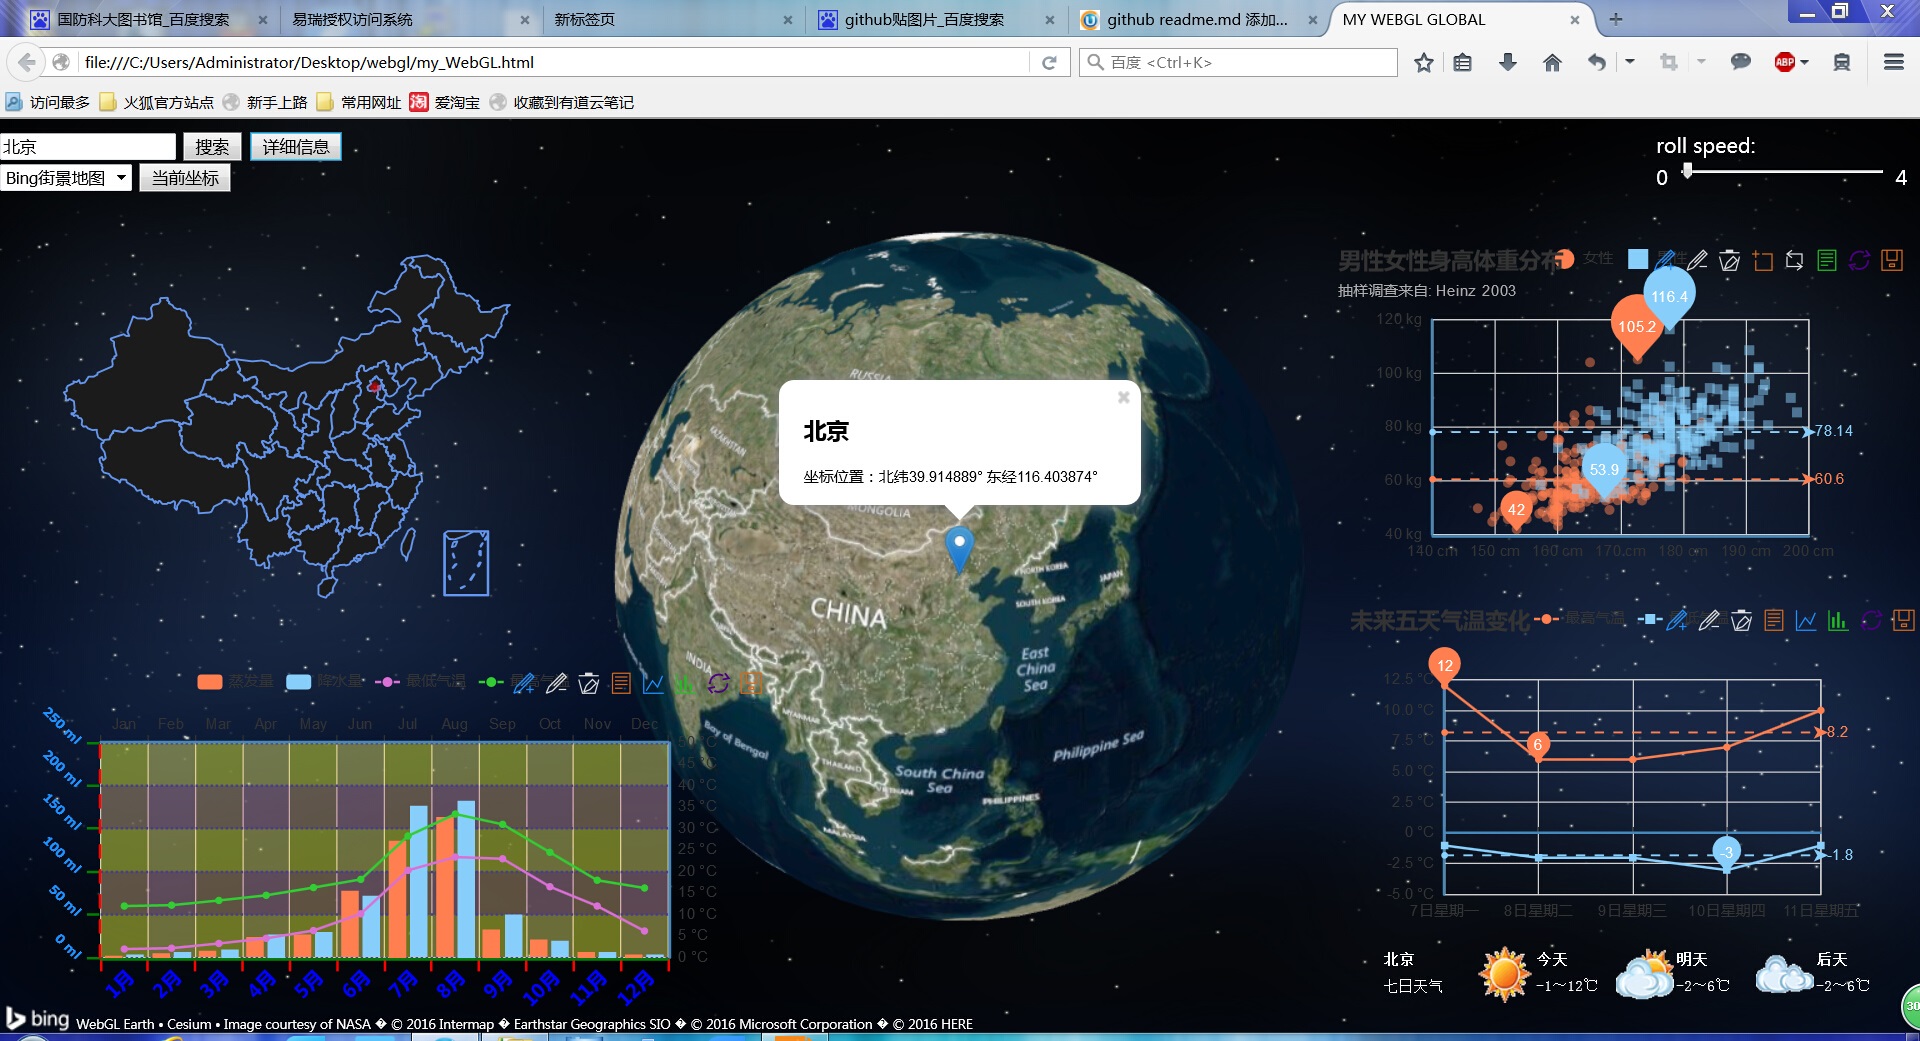 国防科大图书馆_百度搜索
易瑞授权访问系统
新标签页
github贴图片_百度搜索
github readme.md 添加...
MY WEBGL GLOBAL
file:///C:/Users/Administrator/Desktop/webgl/my_WebGL.html
百度 <Ctrl+K>
ABP
访问最多
火狐官方站点
新手上路
常用网址
淘
爱淘宝
收藏到有道云笔记
北京
搜索
详细信息
Bing街景地图
当前坐标
roll speed:
0
4
男性女性身高体重分布
女性
抽样调查来自: Heinz 2003
116.4
105.2
120 kg
100 kg
80 kg
60 kg
40 kg
78.14
60.6
53.9
42
140 cm
150 cm
160 cm
170 cm
180 cm
190 cm
200 cm
北京
坐标位置：北纬39.914889° 东经116.403874°
RUSSIA
KAZAKHSTAN
MONGOLIA
NORTH KOREA
SOUTH KOREA
JAPAN
CHINA
East
China
Sea
INDIA
MYANMAR
Bay of Bengal
THAILAND
VIETNAM
South China
Sea
Philippine Sea
PHILIPPINES
MALAYSIA
未来五天气温变化
最高气温
12
6
8.2
-3
-1.8
12.5 °C
10.0 °C
7.5 °C
5.0 °C
2.5 °C
0 °C
-2.5 °C
-5.0 °C
7日星期一
8日星期二
9日星期三
10日星期四
11日星期五
蒸发量
降水量
最低气温
最高气温
Jan
Feb
Mar
Apr
May
Jun
Jul
Aug
Sep
Oct
Nov
Dec
250 ml
200 ml
150 ml
100 ml
50 ml
0 ml
50 °C
45 °C
40 °C
35 °C
30 °C
25 °C
20 °C
15 °C
10 °C
5 °C
0 °C
1月
2月
3月
4月
5月
6月
7月
8月
9月
10月
11月
12月
北京
七日天气
今天
-1～12℃
明天
-2～6℃
后天
-2～6℃
30
bing
WebGL Earth • Cesium • Image courtesy of NASA � © 2016 Intermap � Earthstar Geographics SIO � © 2016 Microsoft Corporation � © 2016 HERE